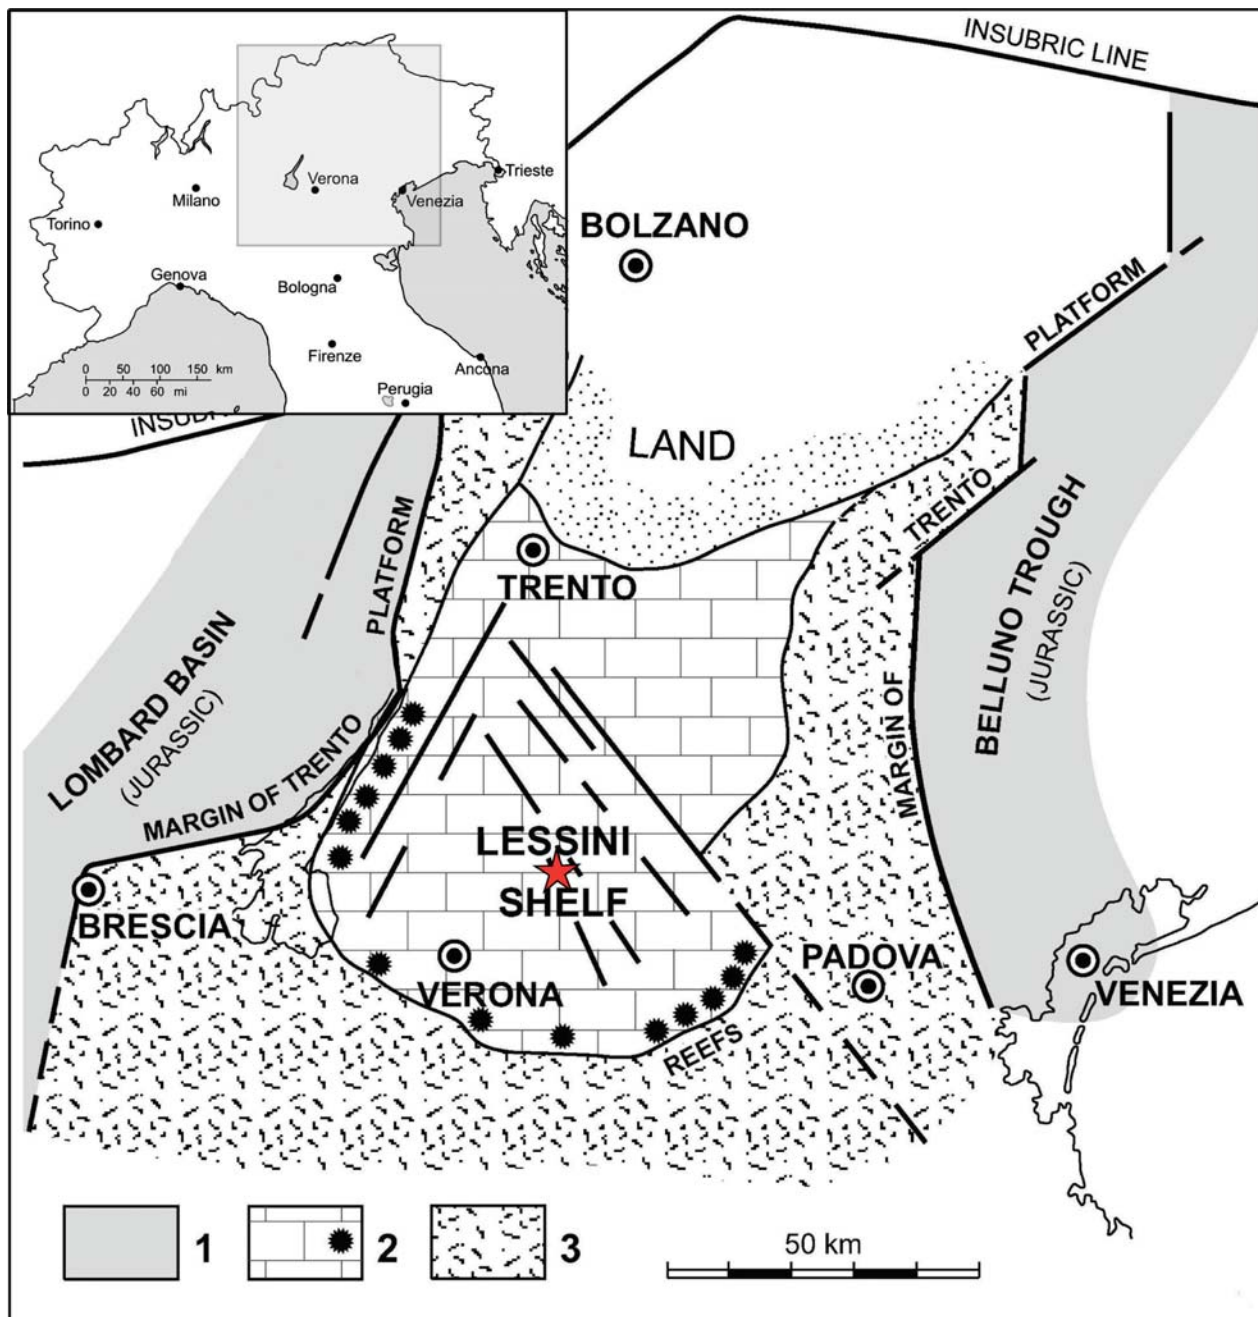 INSUBRIC LINE
Trieste
Verona
Milano
Venezia
Torino
Genova
Bologna
Firenze
Ancona
Perugia
0 50 100 150 km
0 20 40 60 mi
BOLZANO
PLATFORM
INSUBR
LAND
TRENTO
PLATFORM
TRENTO
BELLUNO TROUGH
(JURASSIC)
LOMBARD BASIN
(JURASSIC)
MARGIN OF TRENTO
MARGIN OF
LESSINI
SHELF
BRESCIA
VERONA
PADOVA
VENEZIA
REEFS
1
2
3
50 km